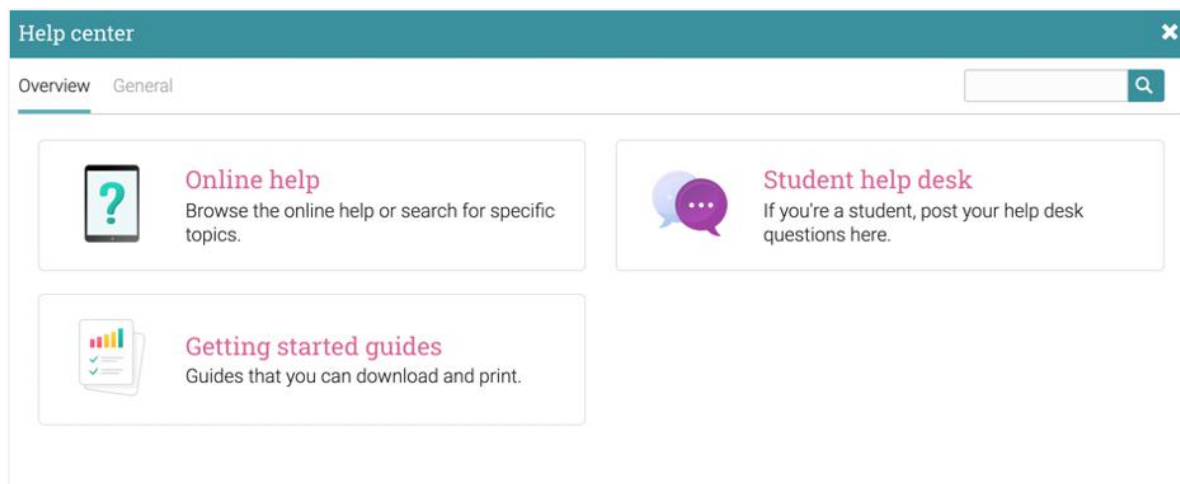 Help center
Overview General
Online help
Browse the online help or search for specific
topics.
Student help desk
If you're a student, post your help desk
questions here.
Getting started guides
Guides that you can download and print.